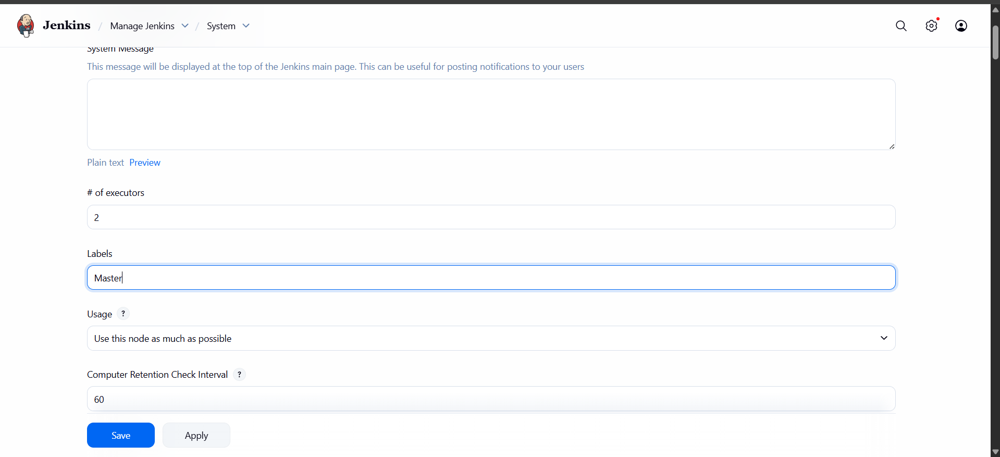 Jenkins / Manage Jenkins / System
System Message
This message will be displayed at the top of the Jenkins main page. This can be useful for posting notifications to your users
Plain text Preview
# of executors
2
Labels
Master
Usage ?
Use this node as much as possible
Computer Retention Check Interval ?
60
Save Apply